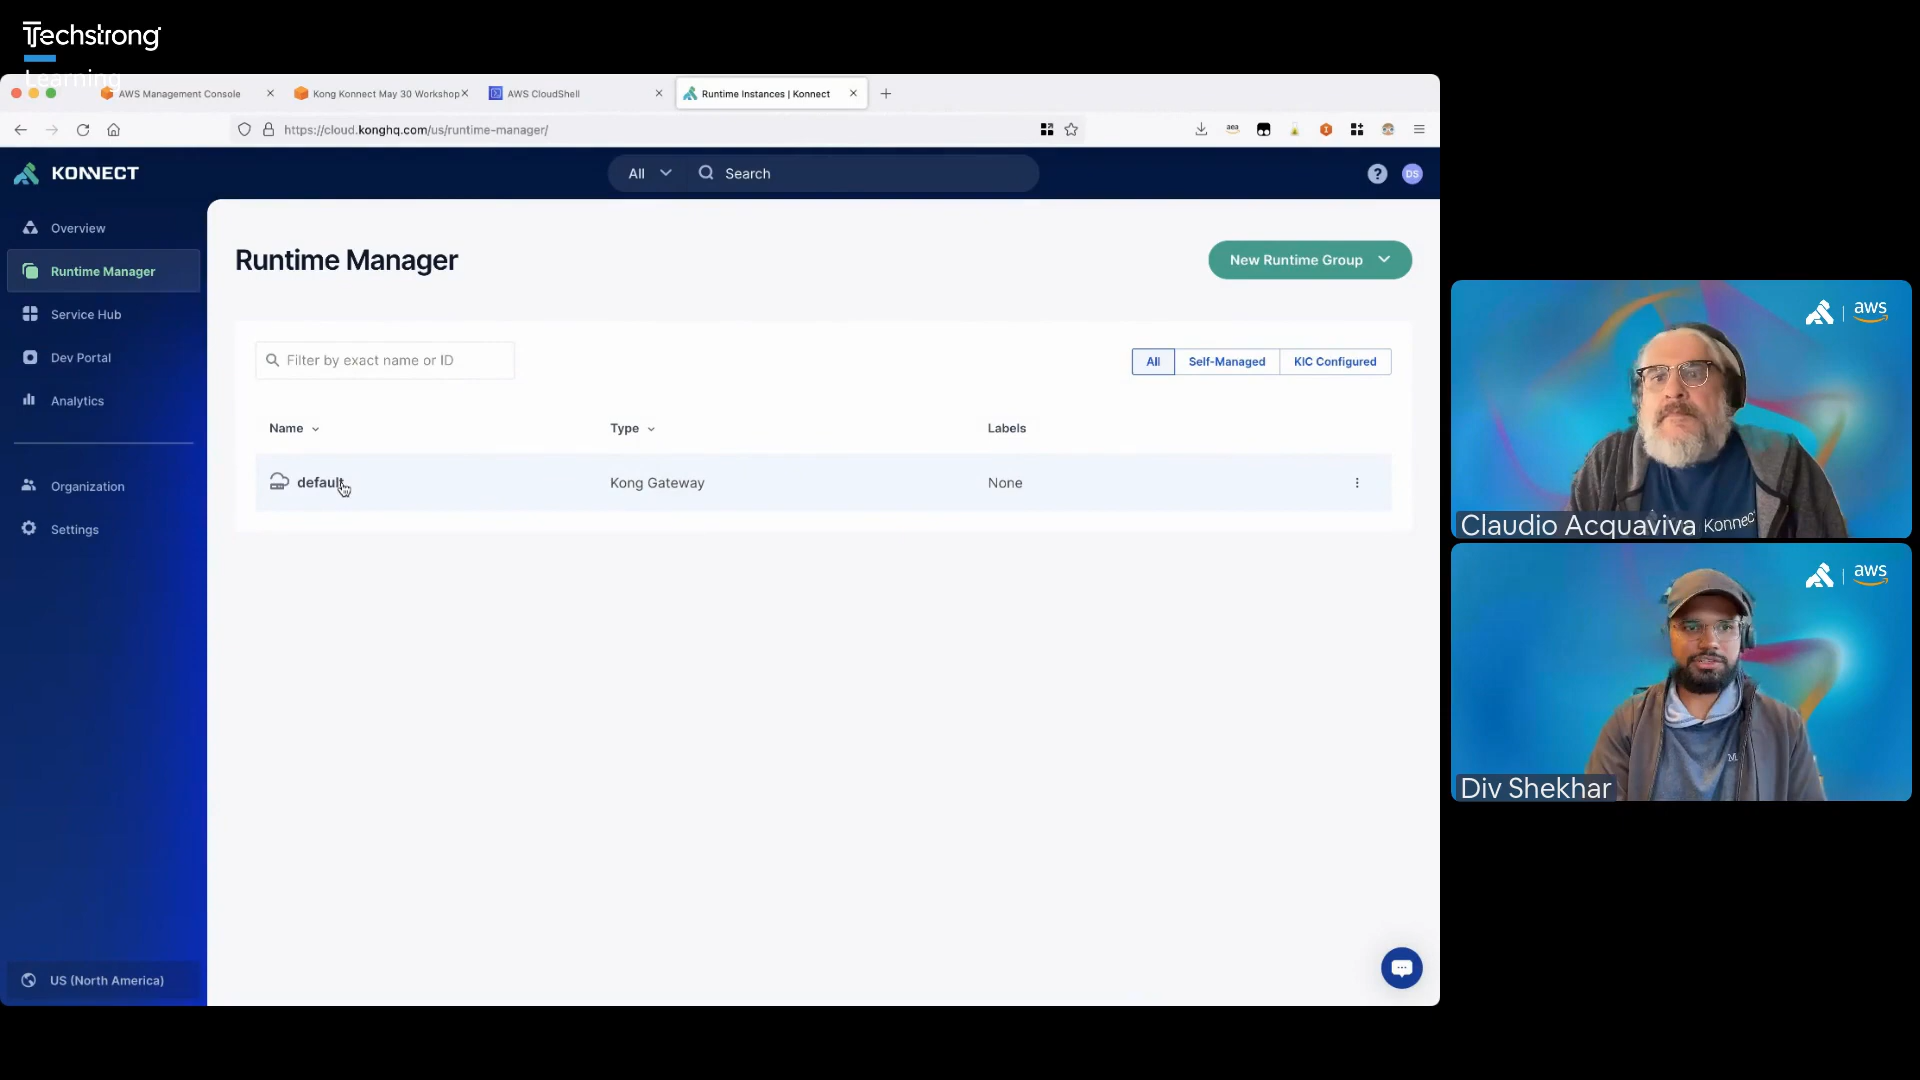 Techstrong
Learning
AWS Management Console
Kong Konnect May 30 Workshop
AWS CloudShell
Runtime Instances | Konnect
https://cloud.konghq.com/us/runtime-manager/
KONNECT
All
Search
DS
Overview
Runtime Manager
Service Hub
Dev Portal
Analytics
Organization
Settings
US (North America)
Runtime Manager
New Runtime Group
Filter by exact name or ID
All
Self-Managed
KIC Configured
Name
Type
Labels
default
Kong Gateway
None
aws
Konnec
Claudio Acquaviva
aws
M
Div Shekhar